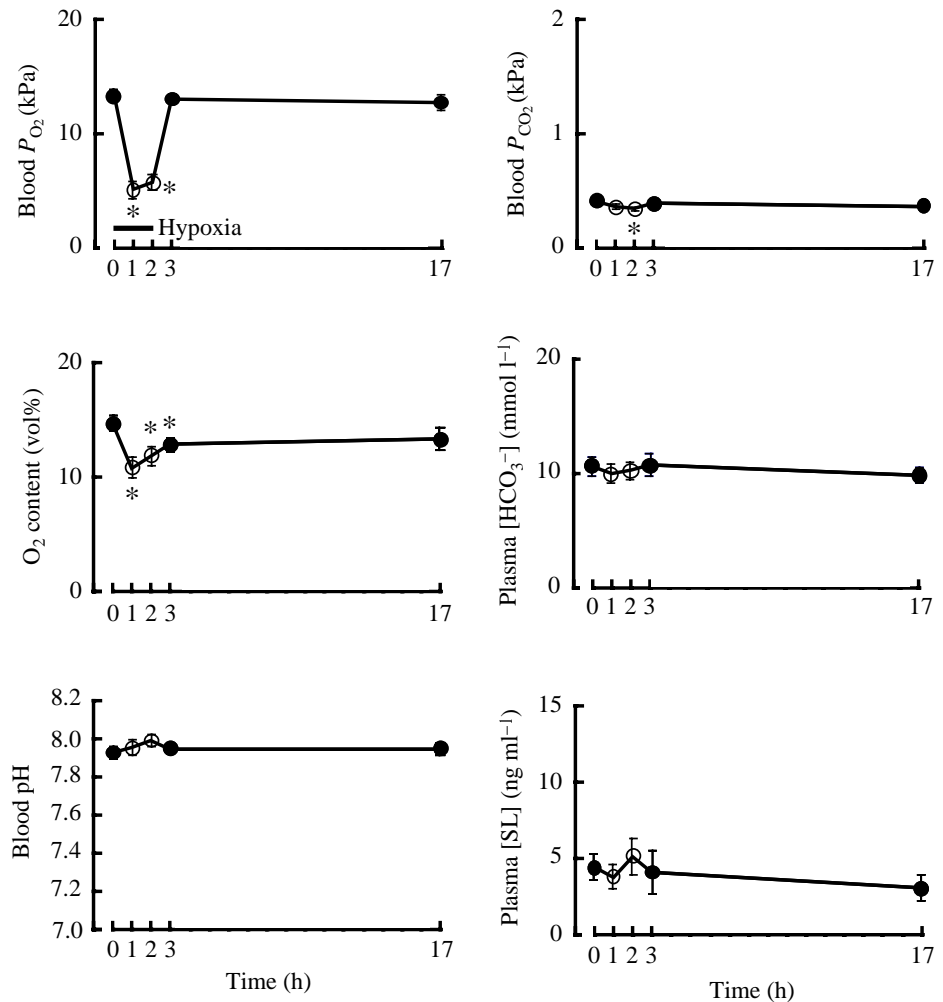 20
10
0
Blood P_O2 (kPa)
*
*
Hypoxia
0 1 2 3 17
2
1
0
Blood P_CO2 (kPa)
*
0 1 2 3 17
20
10
0
O₂ content (vol%)
* *
*
0 1 2 3 17
20
10
0
Plasma [HCO₃⁻] (mmol l⁻¹)
0 1 2 3 17
8.2
8.0
7.8
7.6
7.4
7.2
7.0
Blood pH
0 1 2 3 17
Time (h)
15
10
5
0
Plasma [SL] (ng ml⁻¹)
0 1 2 3 17
Time (h)